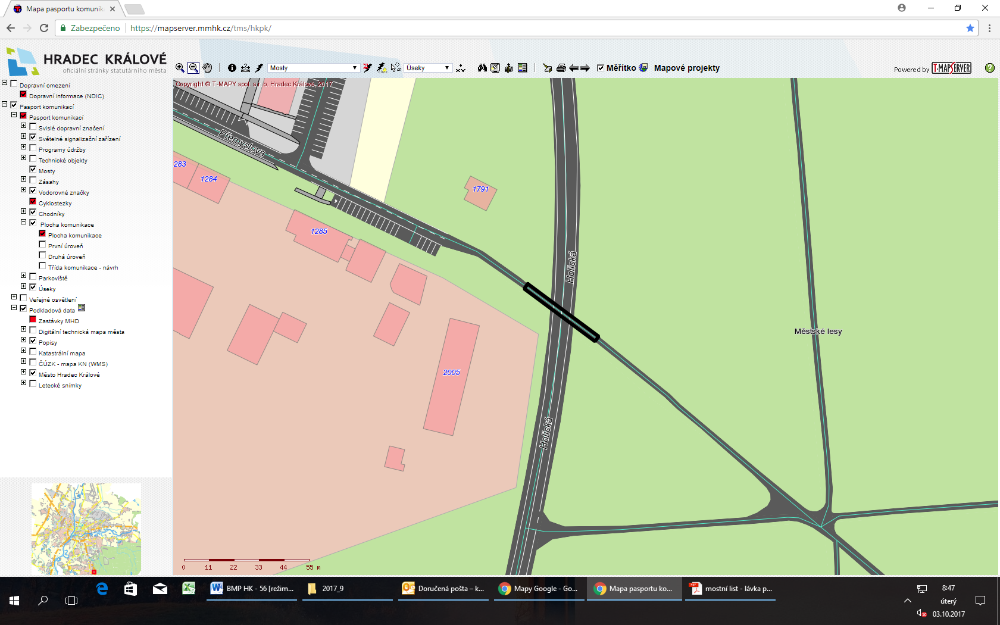 Mapa pasportu komunik
Zabezpečeno
https://mapserver.mmhk.cz/tms/hkpk/
HRADEC KRÁLOVÉ
oficiální stránky statutárního města
Mosty
Úseky
Měřítko
Mapové projekty
Powered by T-MAPSERVER
Dopravní omezení
Dopravní informace (NDIC)
Pasport komunikací
Pasport komunikací
Svislé dopravní značení
Světelné signalizační zařízení
Programy údržby
Technické objekty
Mosty
Zásahy
Vodorovné značky
Cyklostezky
Chodníky
Plocha komunikace
Plocha komunikace
První úroveň
Druhá úroveň
Třída komunikace - návrh
Parkoviště
Úseky
Veřejné osvětlení
Podkladová data
Zastávky MHD
Digitální technická mapa města
Popisy
Katastrální mapa
ČÚZK - mapa KN (WMS)
Město Hradec Králové
Letecké snímky
Copyright © T-MAPY spol. s r. o. Hradec Králové, 2017
Přemyslova
283
1284
1791
1285
Holická
Městské lesy
2005
Holická
0 11 22 33 44 55 m
BMP HK - 56 [režim...
2017_9
Doručená pošta – k...
Mapy Google - Go...
Mapa pasportu ko...
mostní list - lávka p...
8:47
úterý
03.10.2017